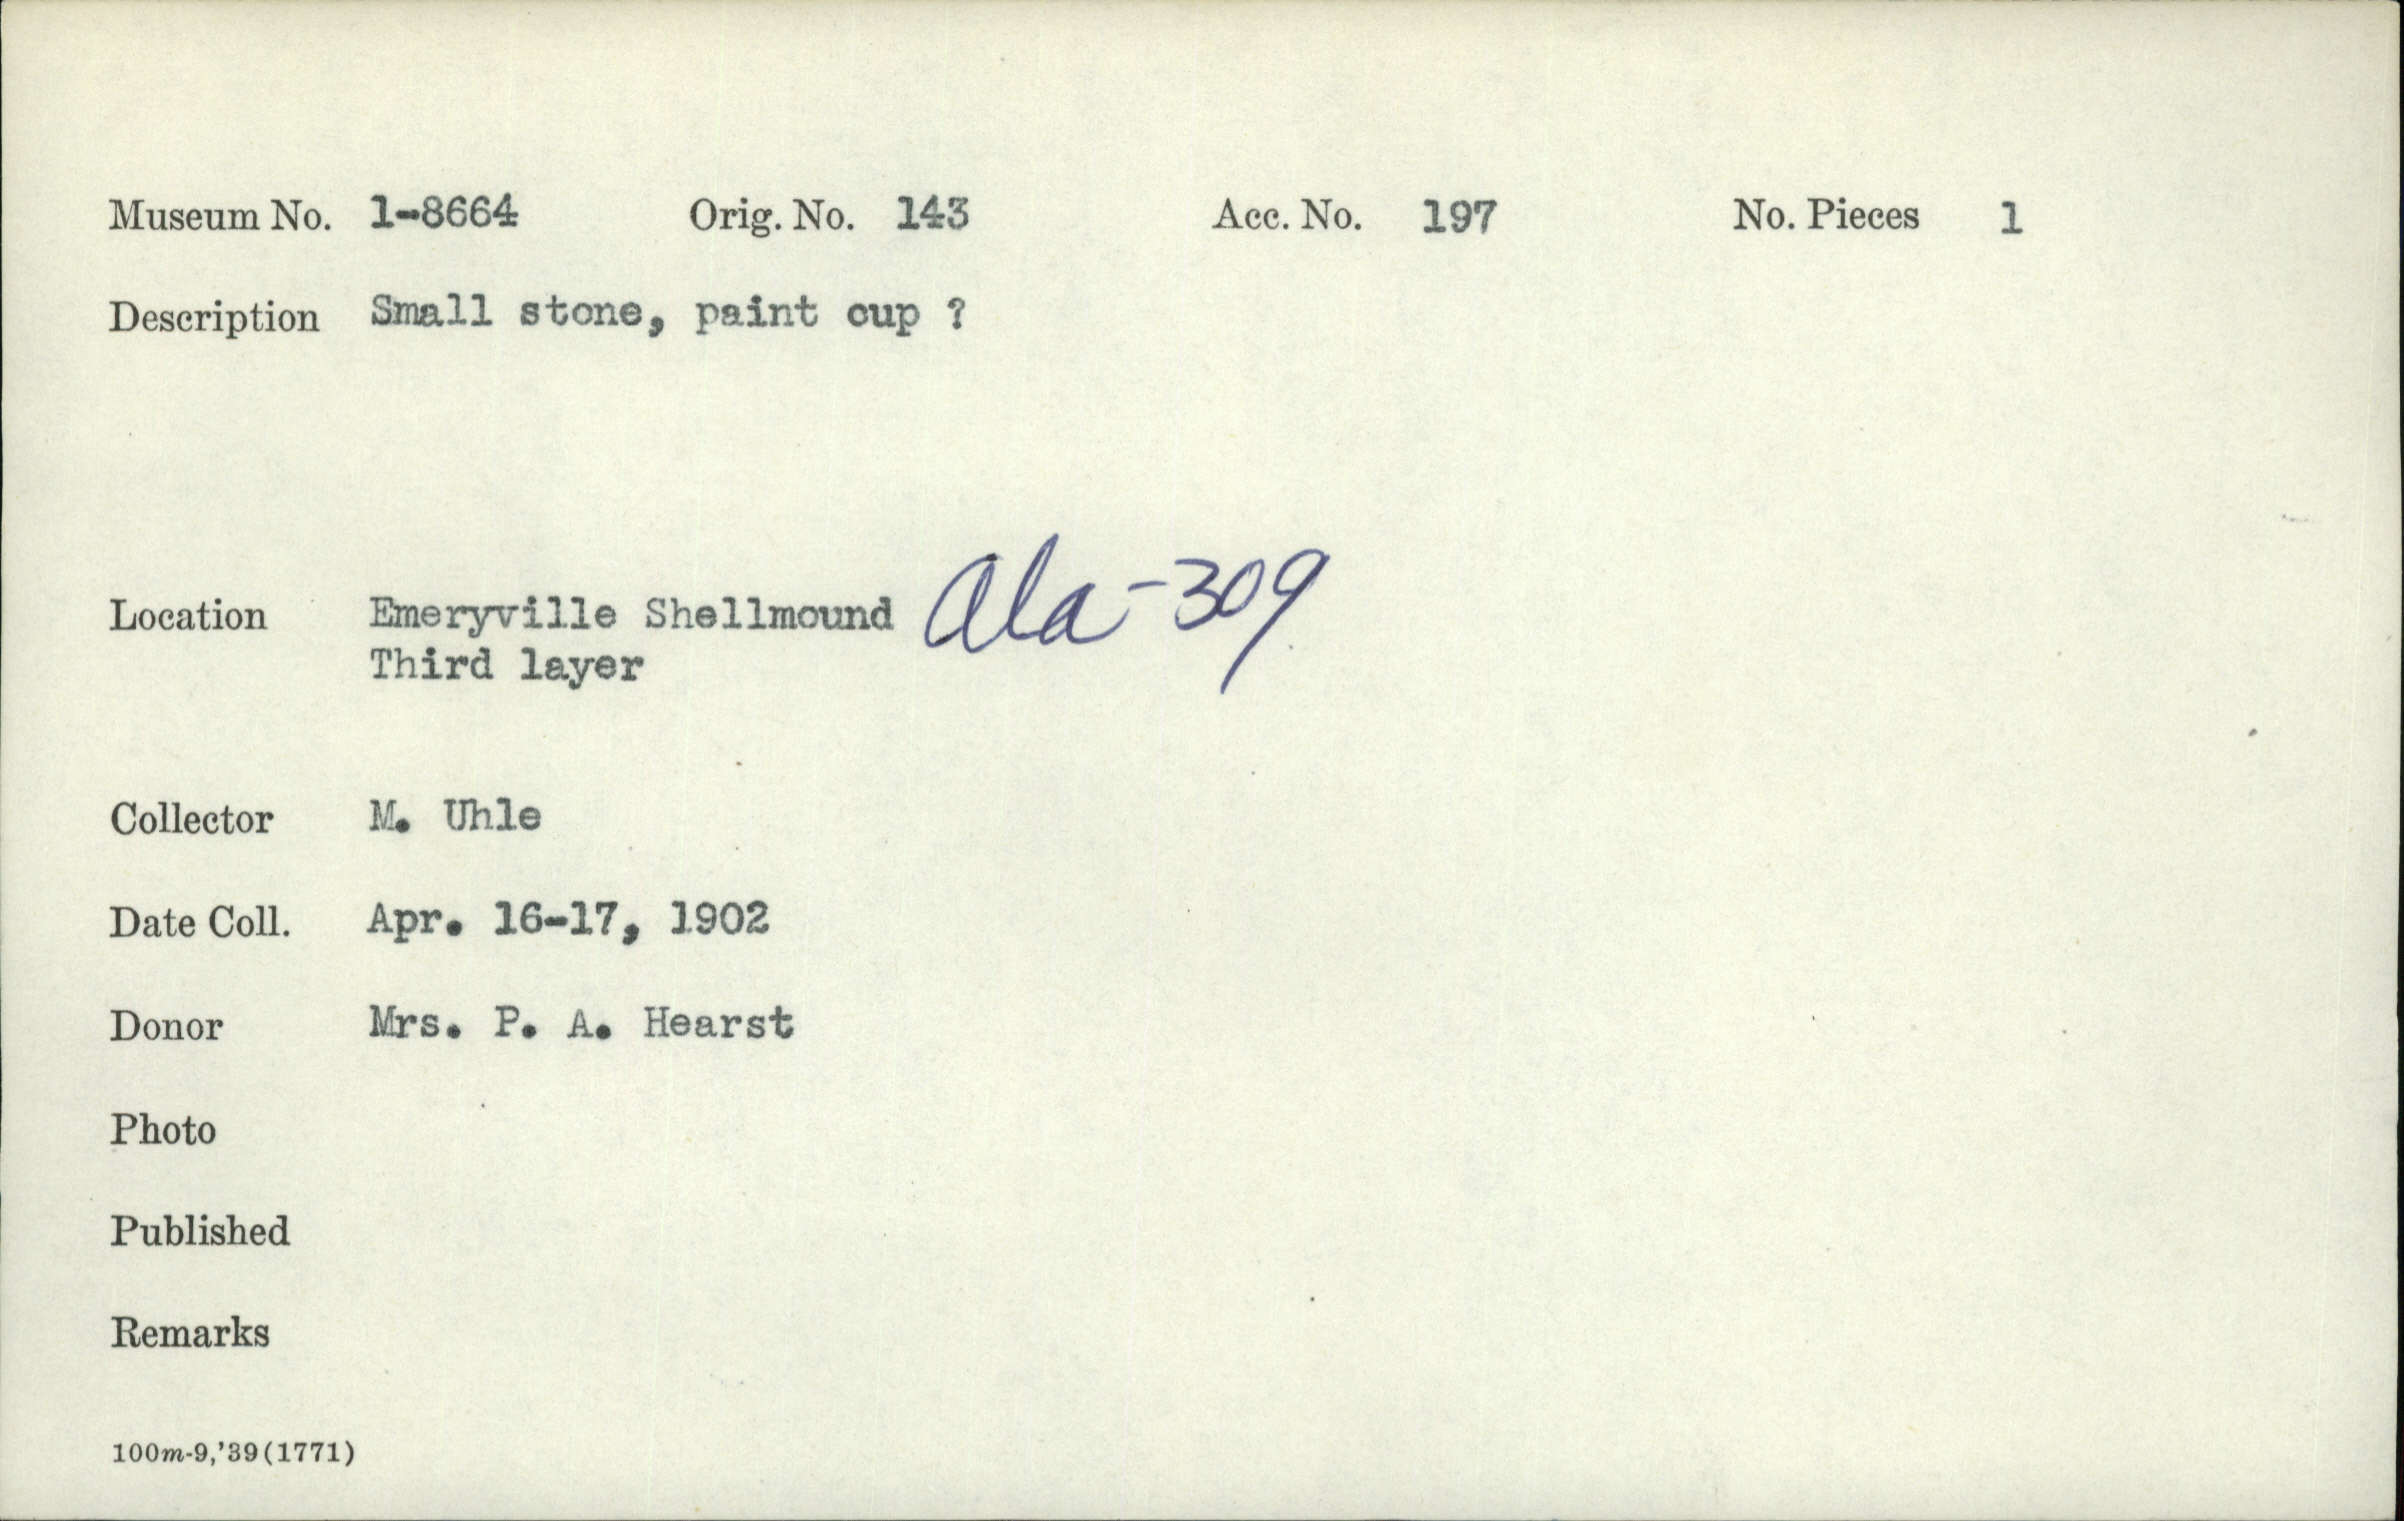 Museum No. 1-8664 Orig. No. 143 Acc. No. 197 No. Pieces 1
Description Small stone, paint cup ?
Location Emeryville Shellmound Ala-309
Third layer
Collector M. Uhle
Date Coll. Apr. 16-17, 1902
Donor Mrs. P. A. Hearst
Photo
Published
Remarks
100m-9,'39(1771)